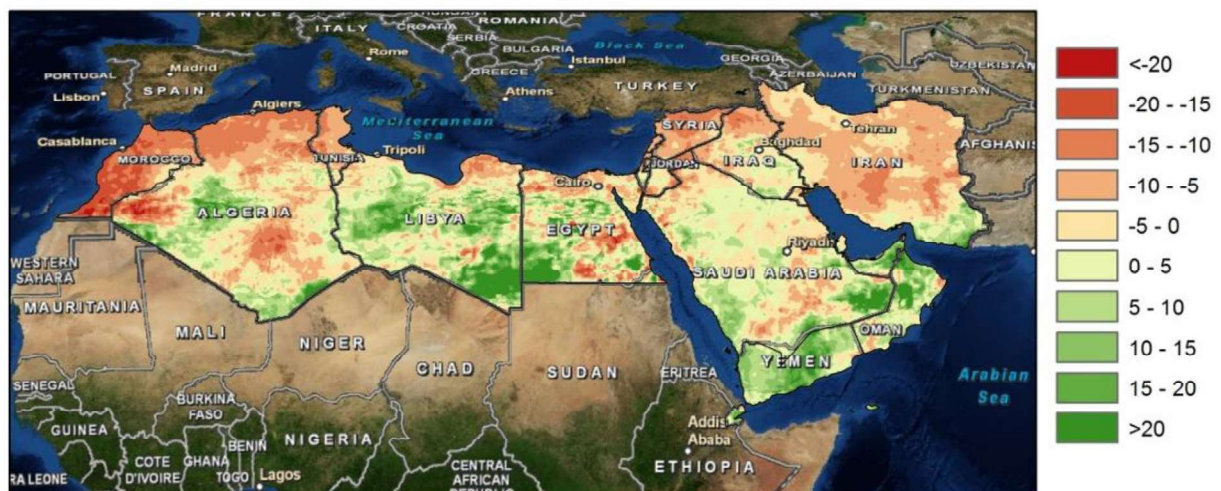 FRANCE
ITALY
CROATIA
ROMANIA
SERBIA
BULGARIA
Black Sea
GEORGIA
AZERBAIJAN
UZBEKISTAN
TURKMENISTAN
PORTUGAL
Madrid
Lisbon
SPAIN
Rome
Istanbul
GREECE
Athens
TURKEY
Algiers
Casablanca
Mediterranean
Sea
MOROCCO
TUNISIA
Tripoli
SYRIA
Baghdad
Tehran
JORDAN
IRAQ
IRAN
AFGHANIS
Cairo
ALGERIA
LIBYA
EGYPT
Riyadh
SAUDI ARABIA
WESTERN
SAHARA
MAURITANIA
MALI
NIGER
CHAD
SUDAN
ERITREA
YEMEN
OMAN
Arabian
Sea
SENEGAL
GUINEA
BURKINA
FASO
BENIN
COTE
D'IVOIRE
GHANA
TOGO
NIGERIA
Lagos
RA LEONE
CENTRAL
AFRICAN
Addis
Ababa
ETHIOPIA
<-20
-20 - -15
-15 - -10
-10 - -5
-5 - 0
0 - 5
5 - 10
10 - 15
15 - 20
>20